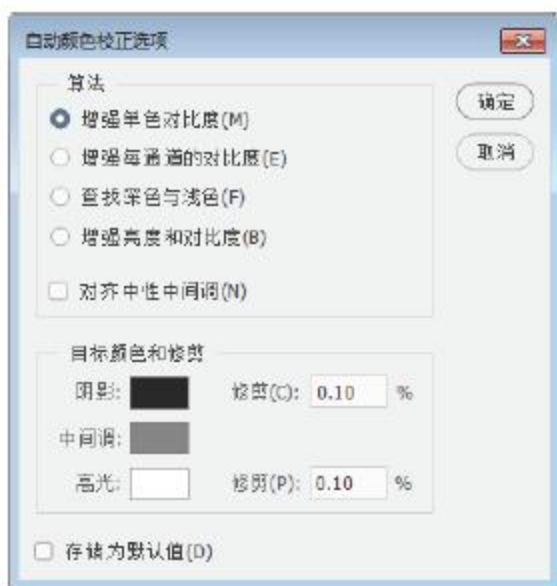 自动颜色校正选项
算法
增强单色对比度(M)
增强每通道的对比度(E)
查找深色与浅色(F)
增强亮度和对比度(B)
对齐中性中间调(N)
确定
取消
目标颜色和修剪
阴影: 修剪(C): 0.10 %
中间调:
高光: 修剪(P): 0.10 %
存储为默认值(D)